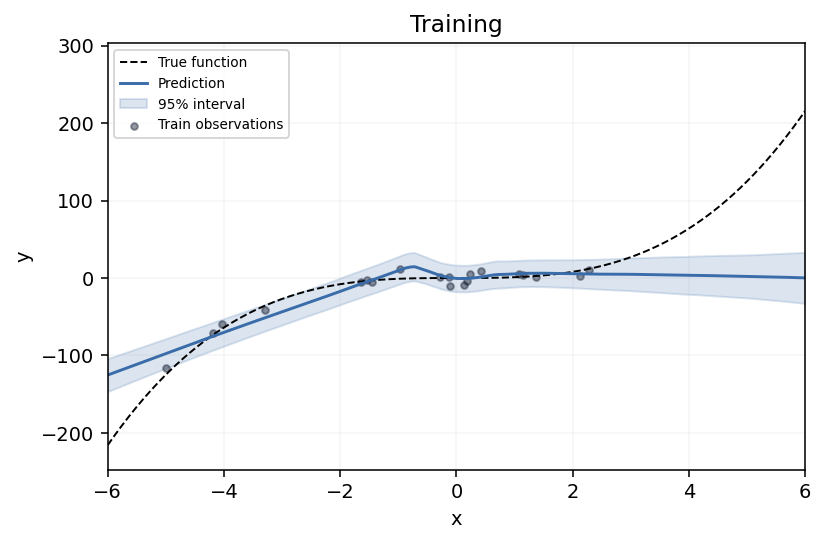 Training
True function
Prediction
95% interval
Train observations
300
200
100
0
−100
−200
y
−6
−4
−2
0
2
4
6
x